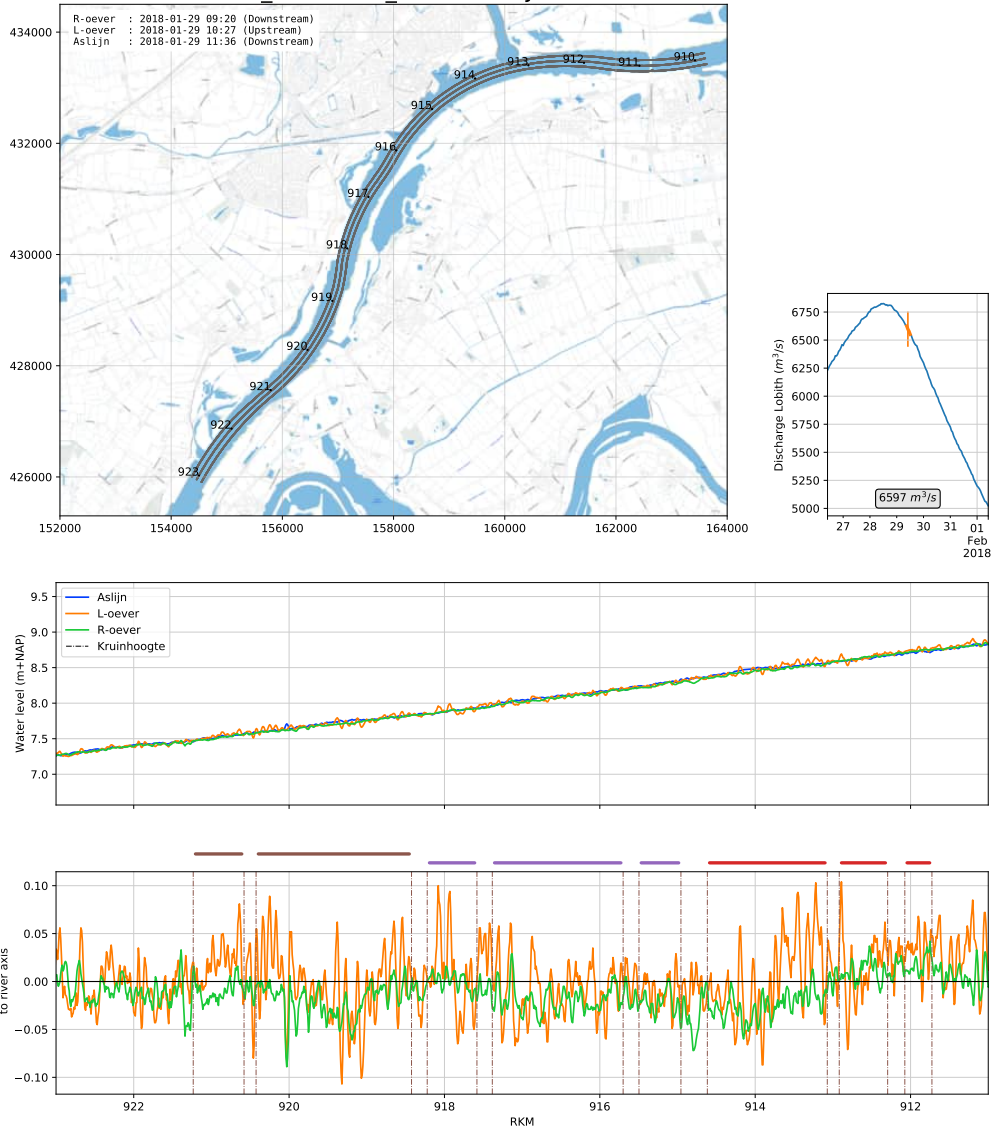 R-oever : 2018-01-29 09:20 (Downstream)
L-oever : 2018-01-29 10:27 (Upstream)
Aslijn : 2018-01-29 11:36 (Downstream)
434000
432000
430000
428000
426000
152000 154000 156000 158000 160000 162000 164000
910
911
912
913
914
915
916
917
918
919
920
921
922
923
Discharge Lobith (m³/s)
6750
6500
6250
6000
5750
5500
5250
5000
6597 m³/s
27 28 29 30 31 01
Feb
2018
Water level (m+NAP)
9.5
9.0
8.5
8.0
7.5
7.0
Aslijn
L-oever
R-oever
Kruinhoogte
to river axis
0.10
0.05
0.00
−0.05
−0.10
922 920 918 916 914 912
RKM